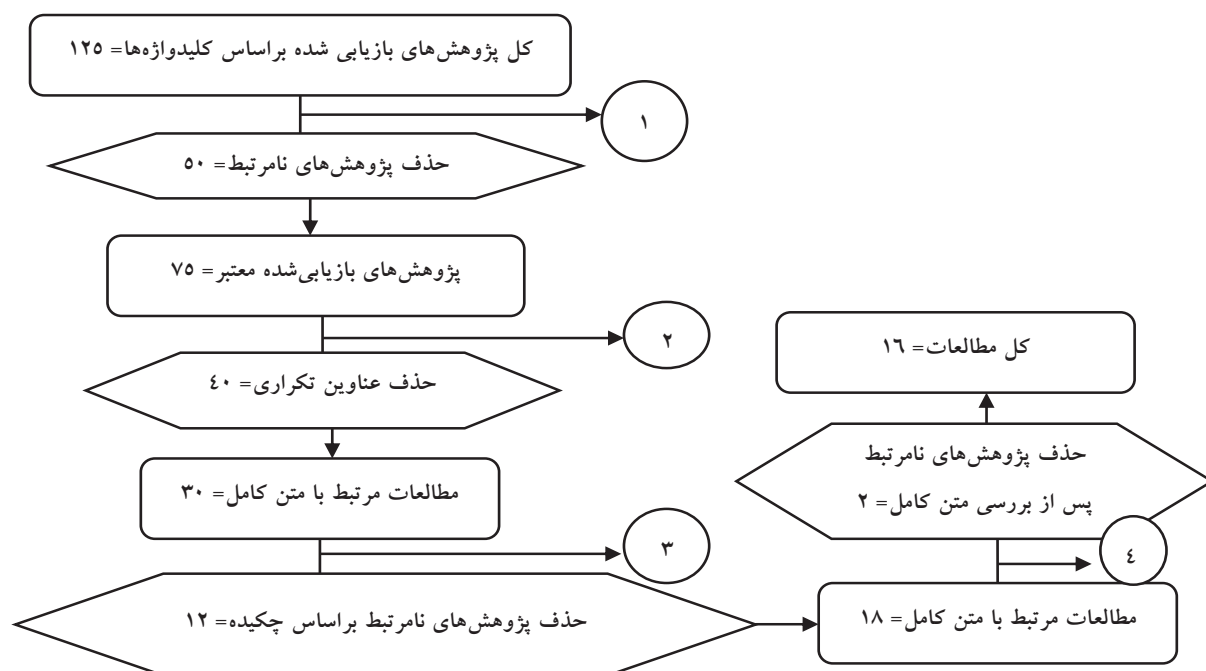 کل پژوهش‌های بازیابی شده براساس کلیدواژه‌ها= ۱۲۵
۱
حذف پژوهش‌های نامرتبط= ۵۰
پژوهش‌های بازیابی‌شده معتبر= ۷۵
۲
حذف عناوین تکراری= ٤۰
مطالعات مرتبط با متن کامل= ۳۰
۳
حذف پژوهش‌های نامرتبط براساس چکیده= ۱۲
مطالعات مرتبط با متن کامل= ۱۸
٤
حذف پژوهش‌های نامرتبط
پس از بررسی متن کامل= ۲
کل مطالعات= ۱٦